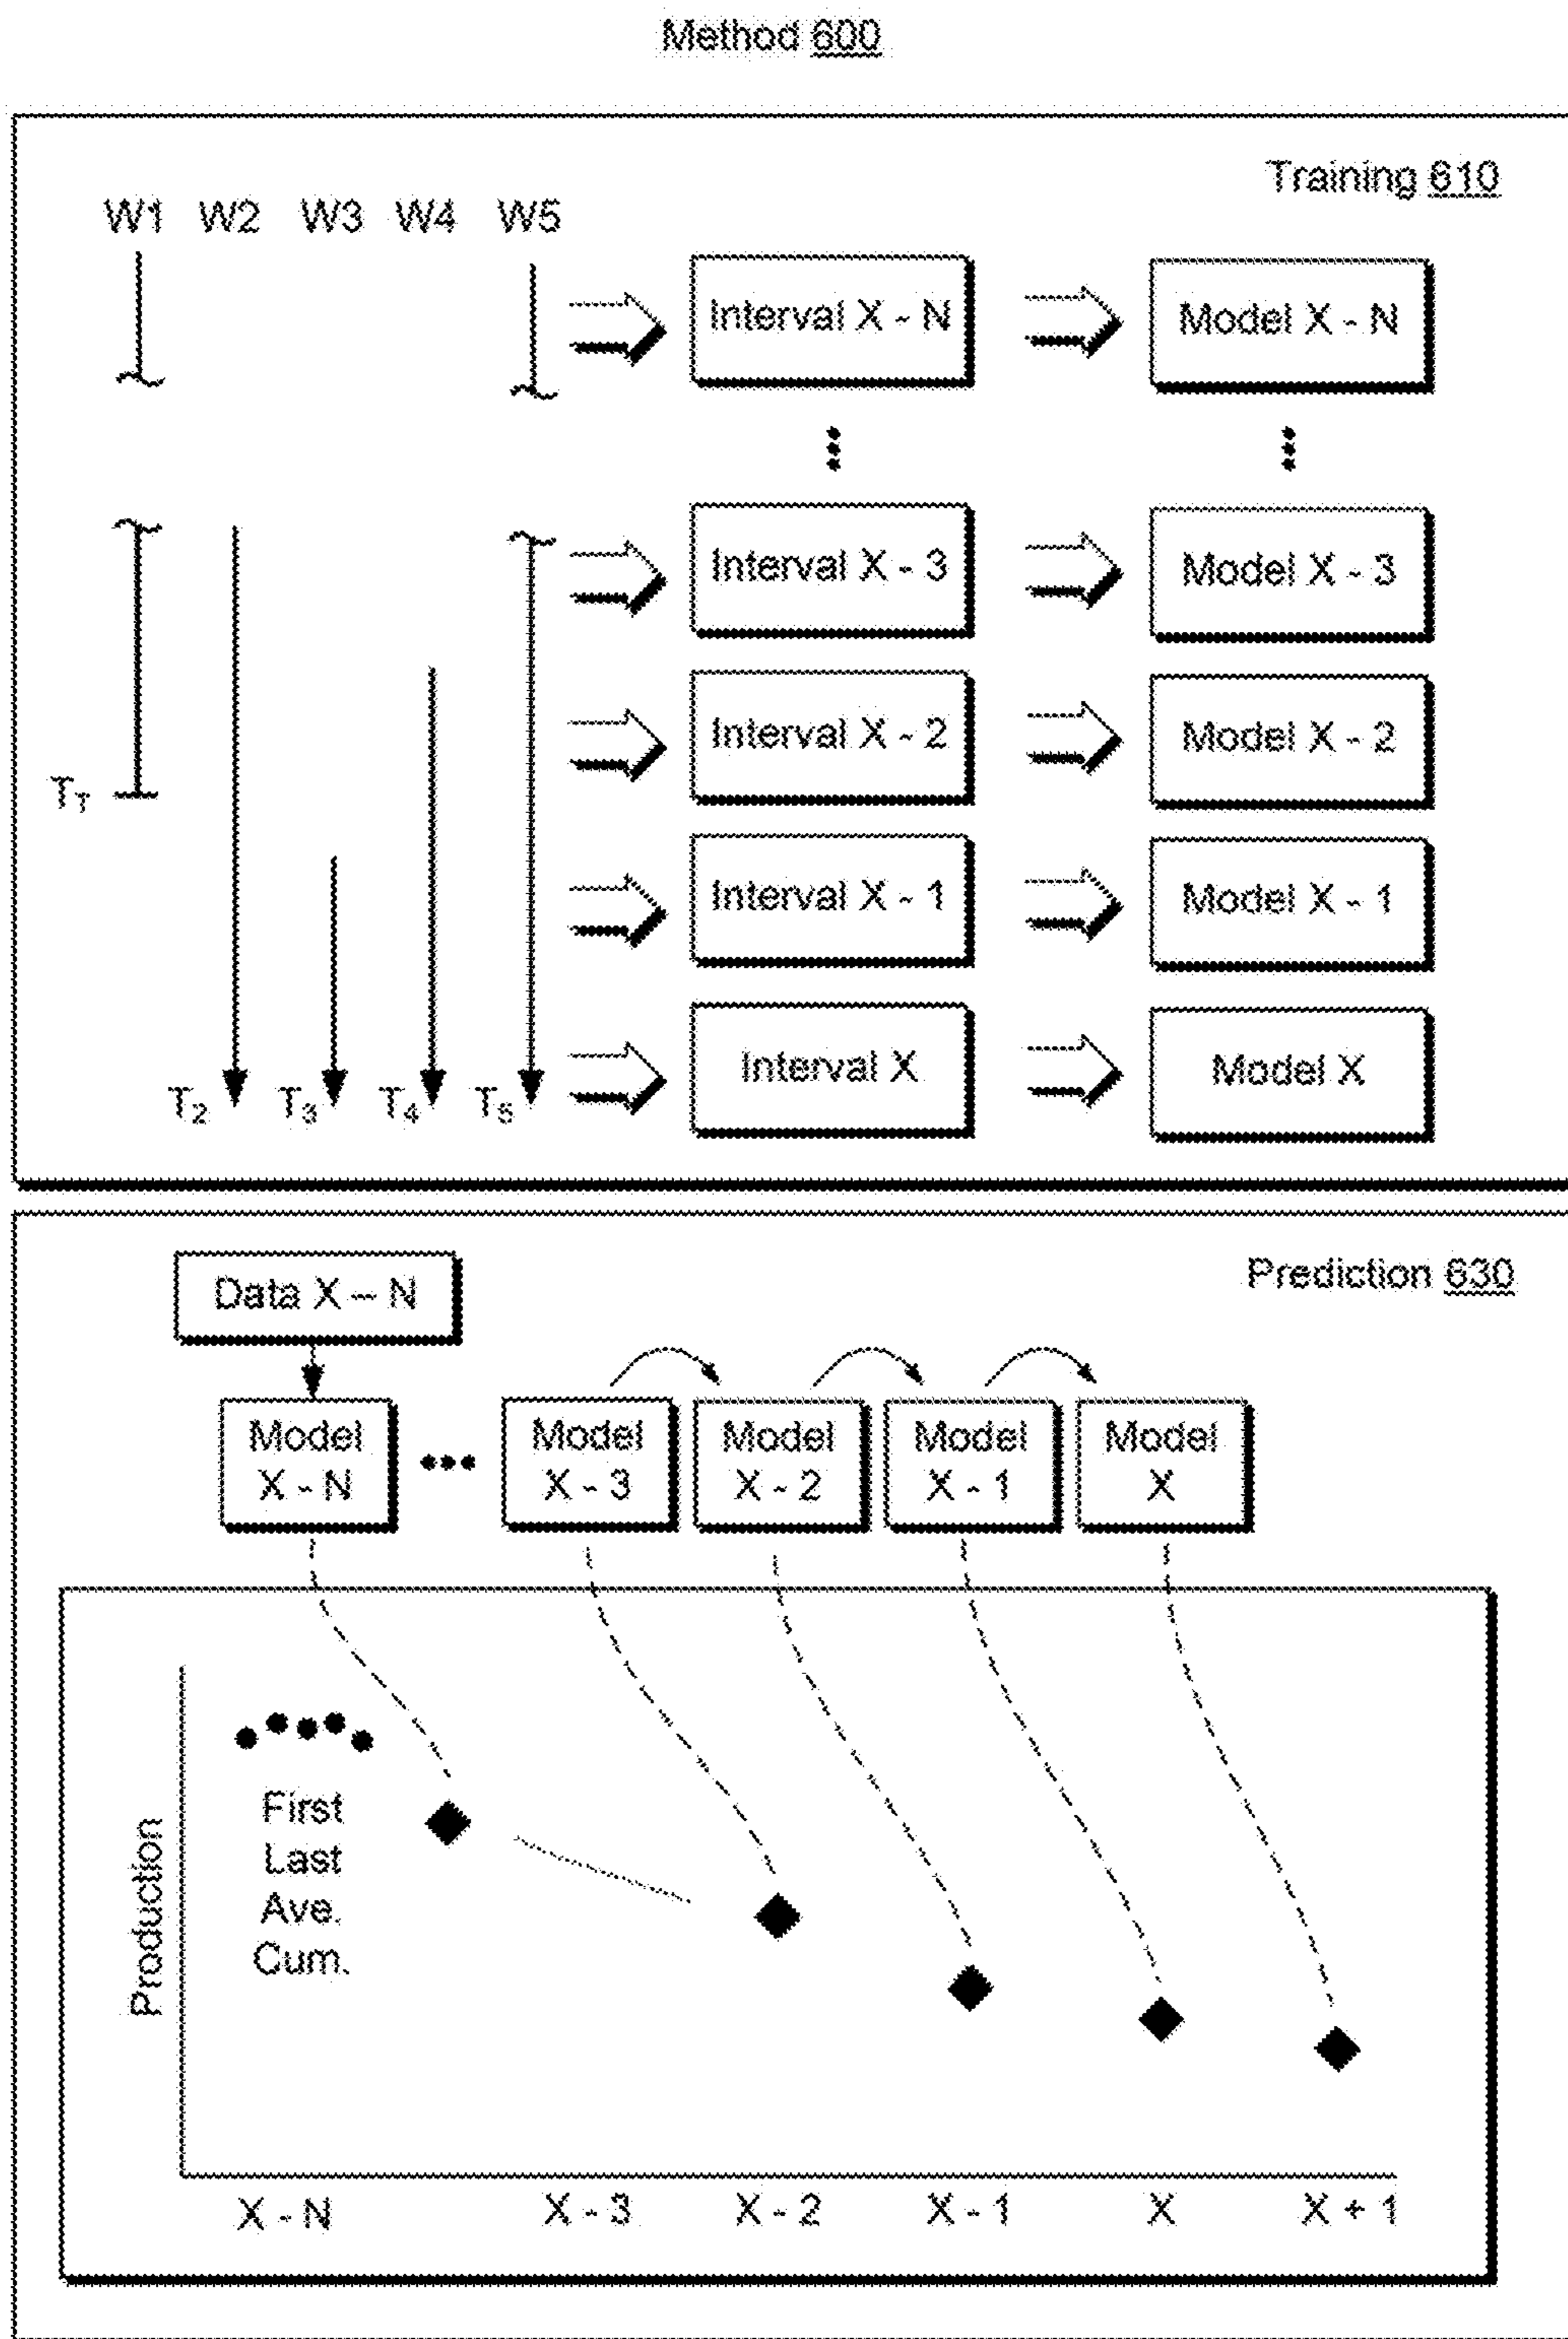 Method 600
Training 610
W1 W2 W3 W4 W5
Interval X - N
Model X - N
Interval X - 3
Model X - 3
Interval X - 2
Model X - 2
T_T
Interval X - 1
Model X - 1
Interval X
Model X
T₂ T₃ T₄ T₅
Prediction 630
Data X – N
Model
X - N
Model
X - 3
Model
X - 2
Model
X - 1
Model
X
Production
First
Last
Ave.
Cum.
X - N X - 3 X - 2 X - 1 X X + 1